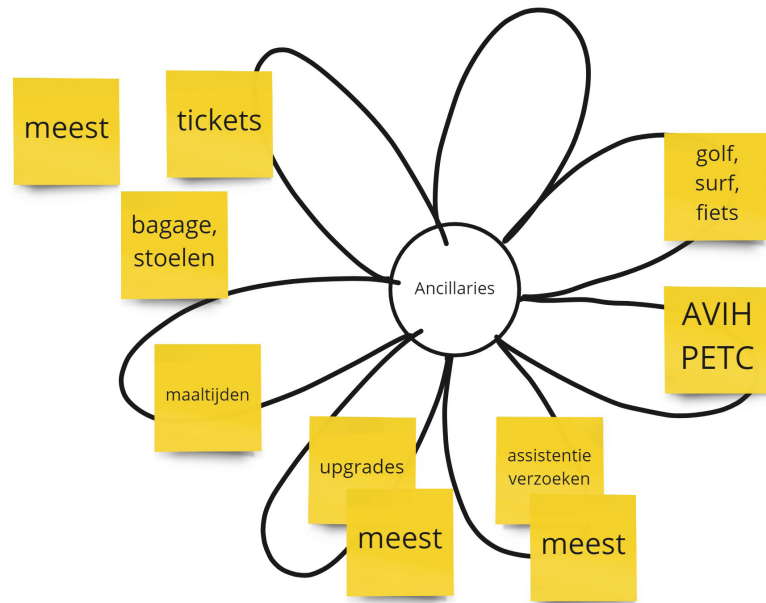 meest
tickets
golf,
surf,
fiets
bagage,
stoelen
Ancillaries
AVIH
PETC
maaltijden
upgrades
assistentie
verzoeken
meest
meest